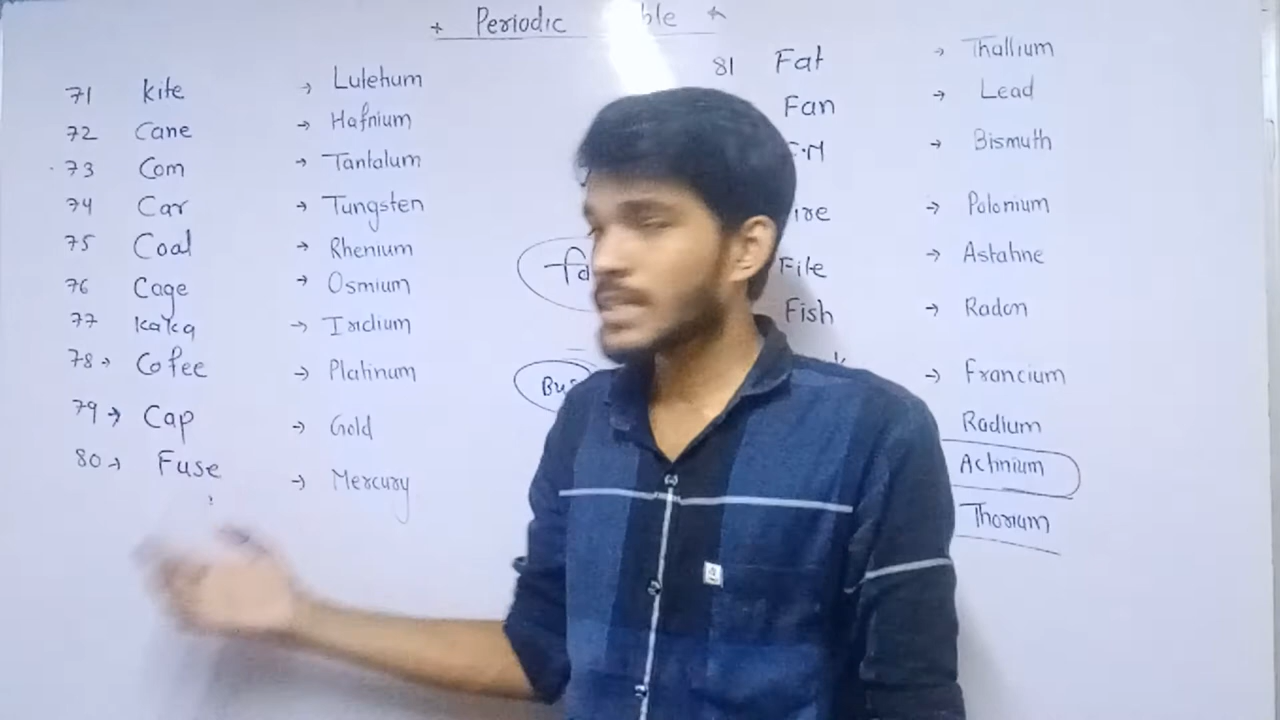 Periodic
71 Kite → Lutetium
72 Cane → Hafnium
73 Com → Tantalum
74 Car → Tungsten
75 Coal → Rhenium
76 Cage → Osmium
77 Kaka → Iridium
78 → Cofee → Platinum
79 → Cap → Gold
80 → Fuse → Mercury
Bus
81 Fat → Thallium
Fan → Lead
→ Bismuth
→ Polonium
File → Astatine
Fish → Radon
→ Francium
Radium
Actinium
Thorium